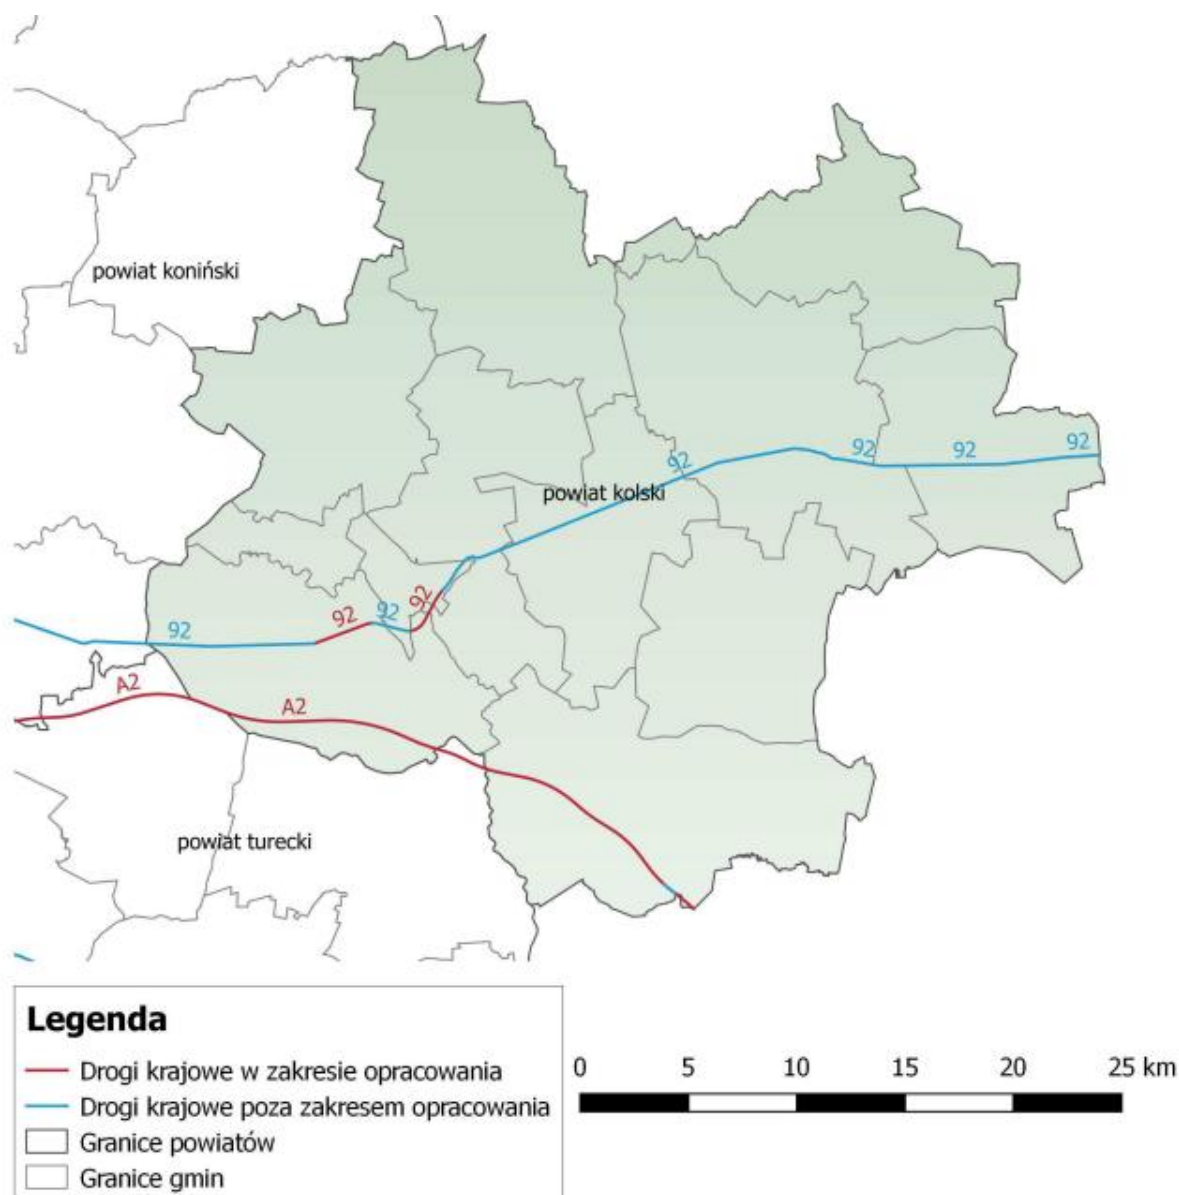 powiat koniński
92
92
92
92
powiat kolski
92
92
92
92
A2
A2
powiat turecki
Legenda
Drogi krajowe w zakresie opracowania
Drogi krajowe poza zakresem opracowania
Granice powiatów
Granice gmin
0 5 10 15 20 25 km